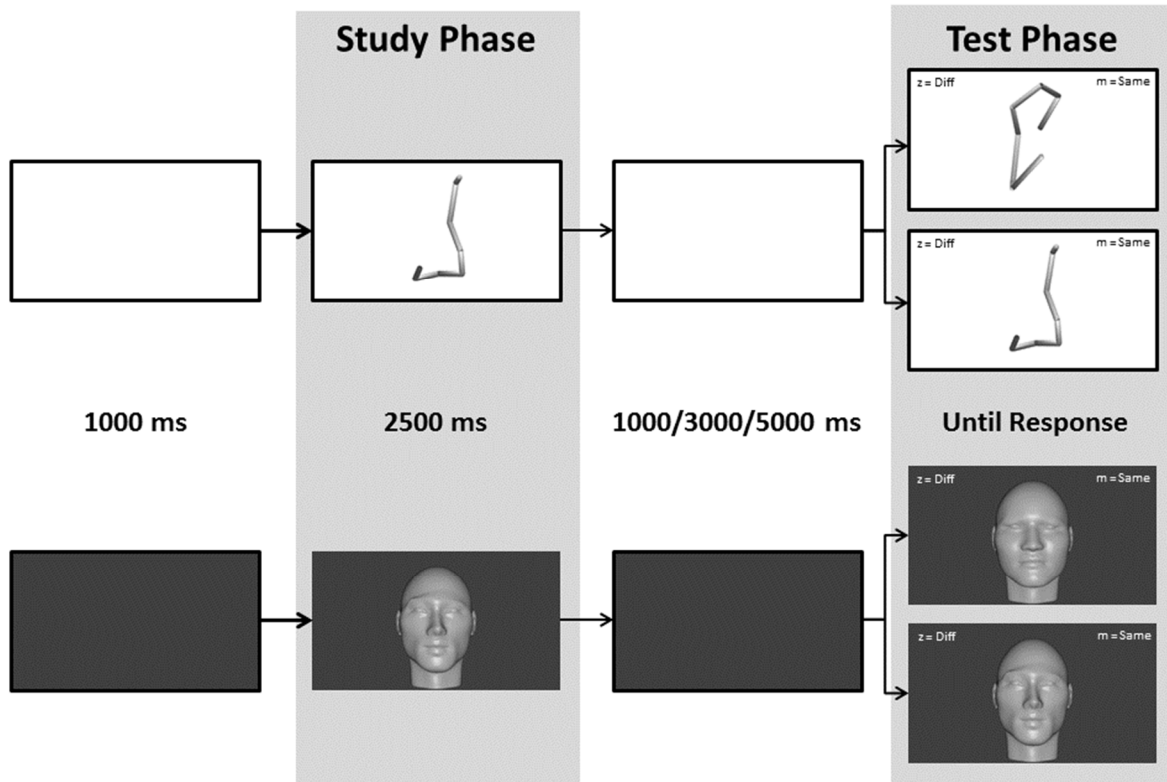 Study Phase
Test Phase
z = Diff m = Same
z = Diff m = Same
1000 ms 2500 ms 1000/3000/5000 ms Until Response
z = Diff m = Same
z = Diff m = Same